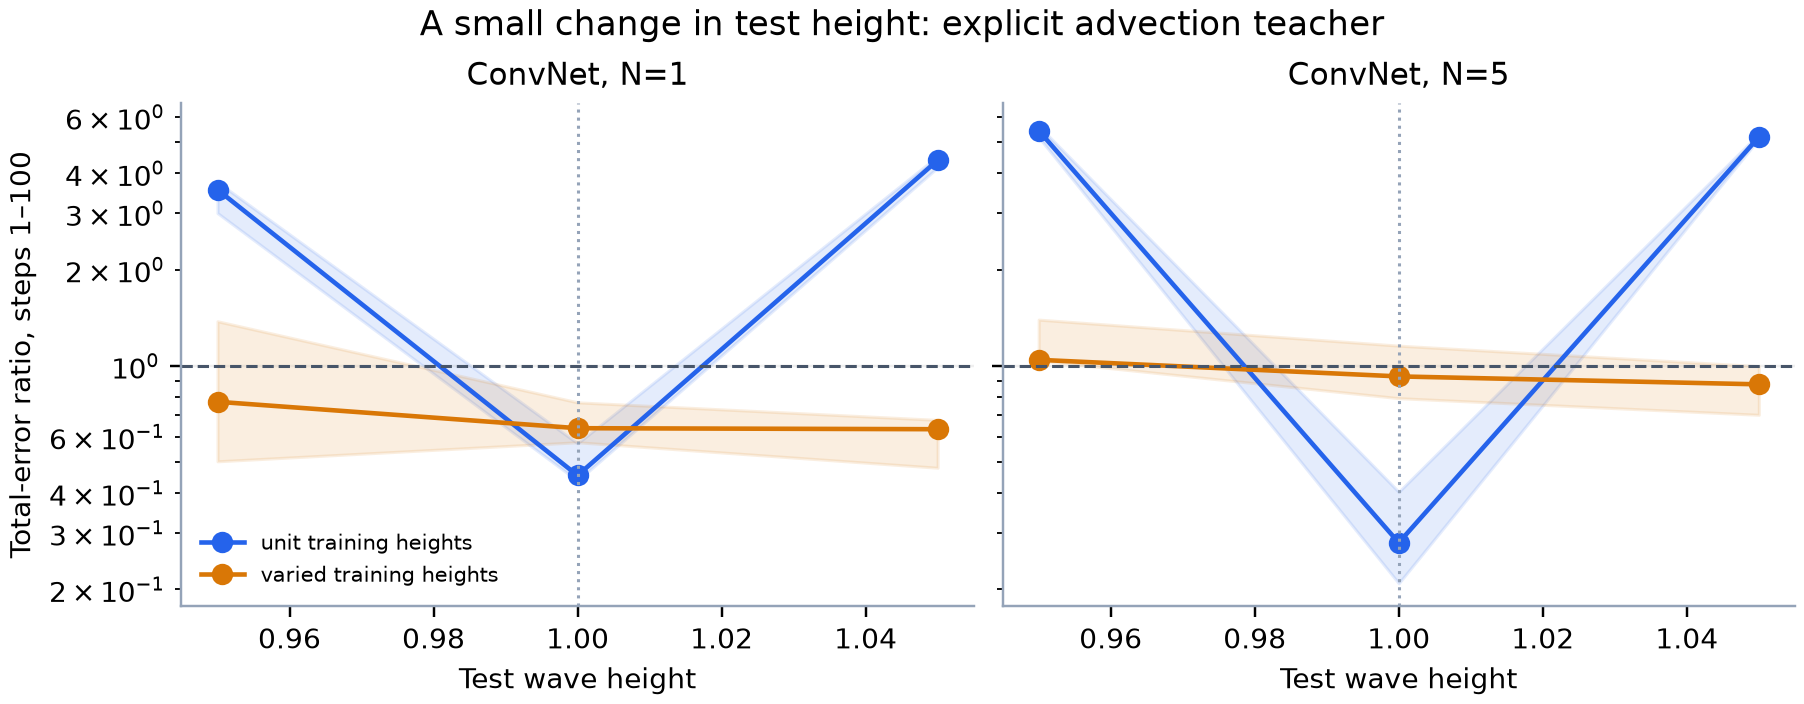 A small change in test height: explicit advection teacher
ConvNet, N=1
ConvNet, N=5
Total-error ratio, steps 1–100
6 × 10⁰
4 × 10⁰
3 × 10⁰
2 × 10⁰
10⁰
6 × 10⁻¹
4 × 10⁻¹
3 × 10⁻¹
2 × 10⁻¹
unit training heights
varied training heights
0.96 0.98 1.00 1.02 1.04
0.96 0.98 1.00 1.02 1.04
Test wave height
Test wave height